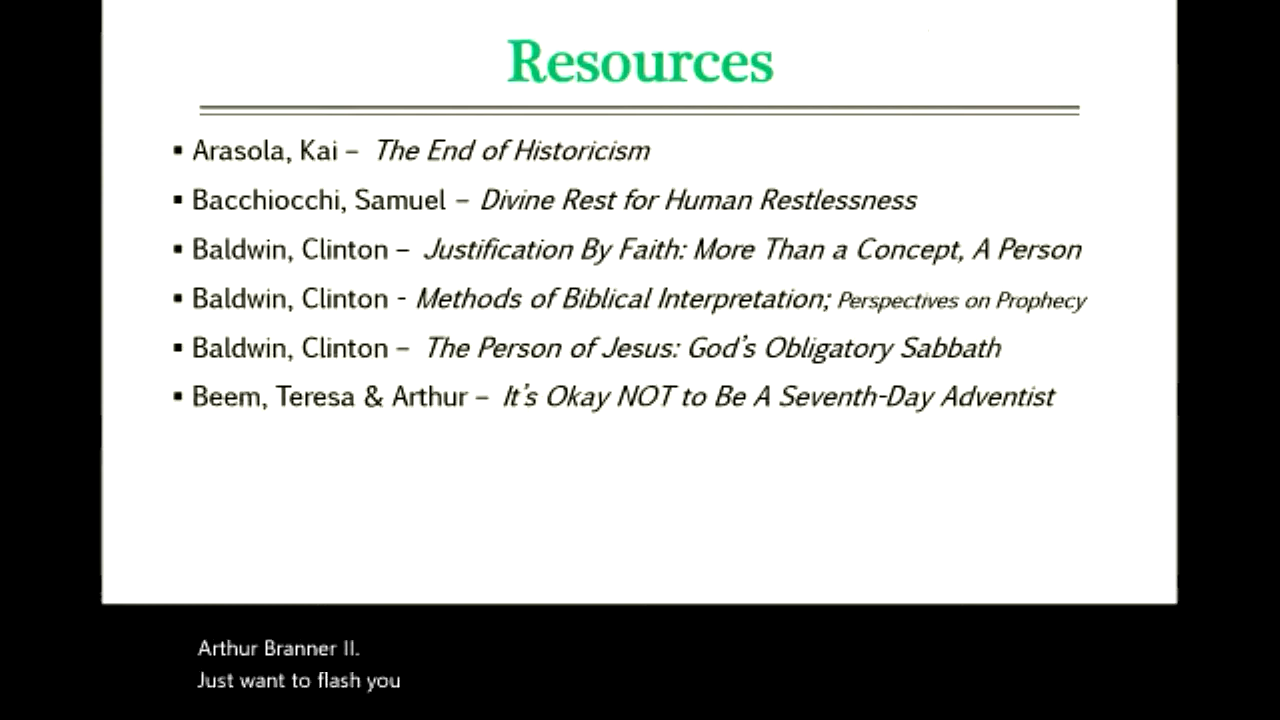 Resources
▪ Arasola, Kai – The End of Historicism
▪ Bacchiocchi, Samuel – Divine Rest for Human Restlessness
▪ Baldwin, Clinton – Justification By Faith: More Than a Concept, A Person
▪ Baldwin, Clinton - Methods of Biblical Interpretation; Perspectives on Prophecy
▪ Baldwin, Clinton – The Person of Jesus: God's Obligatory Sabbath
▪ Beem, Teresa & Arthur – It's Okay NOT to Be A Seventh-Day Adventist
Arthur Branner II.
Just want to flash you